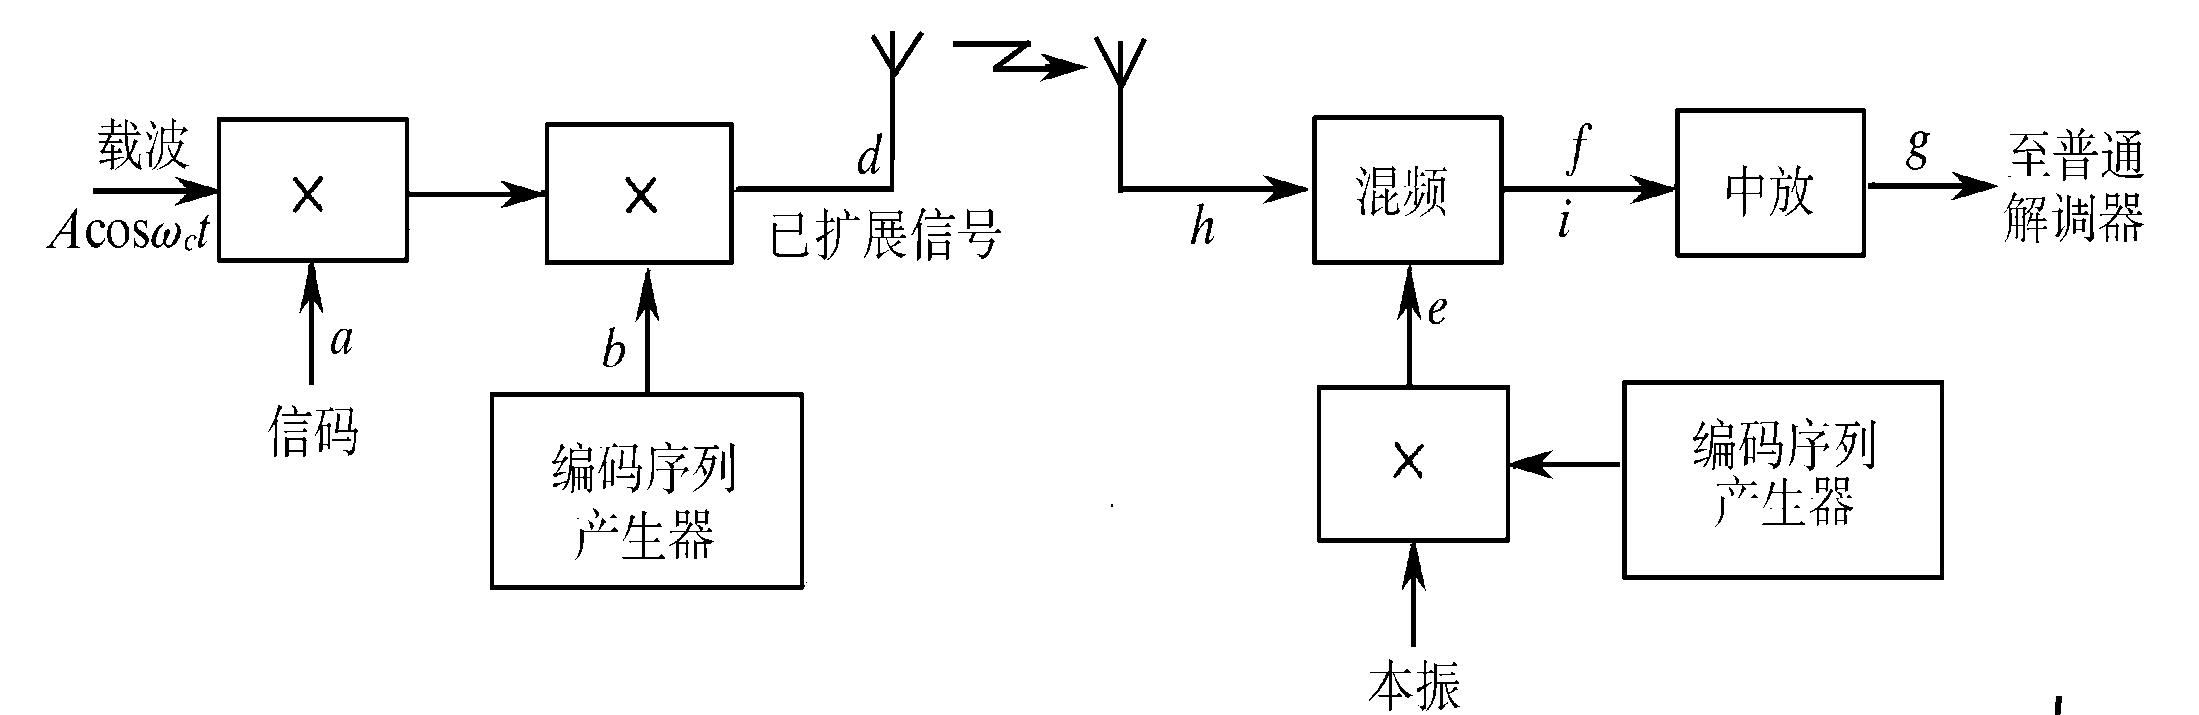 载波
Acosω_ct
×
a
信码
×
b
编码序列
产生器
d
已扩展信号
h
混频
f
i
中放
g
至普通
解调器
e
×
编码序列
产生器
本振